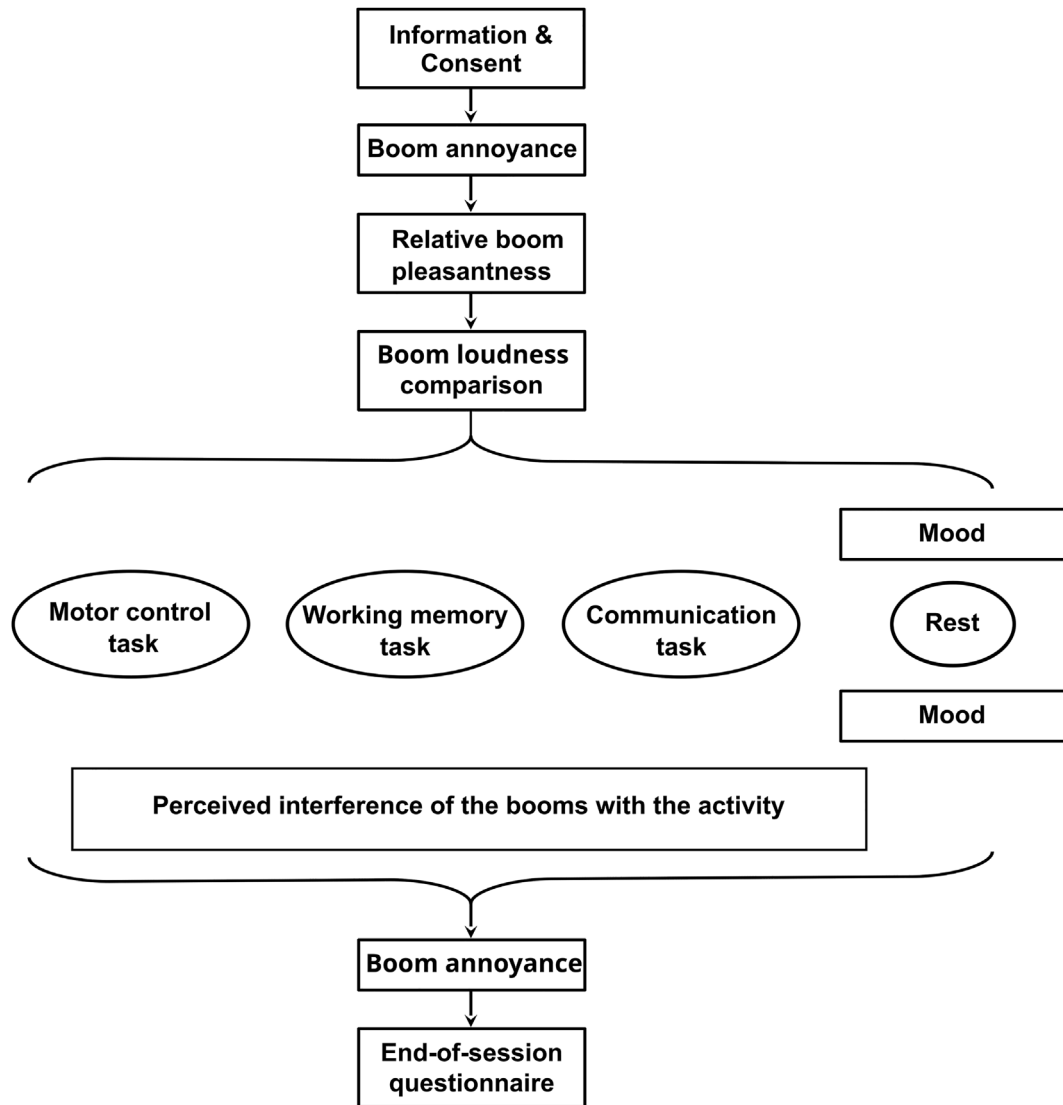 Information &
Consent
Boom annoyance
Relative boom
pleasantness
Boom loudness
comparison
Mood
Motor control
task
Working memory
task
Communication
task
Rest
Mood
Perceived interference of the booms with the activity
Boom annoyance
End-of-session
questionnaire